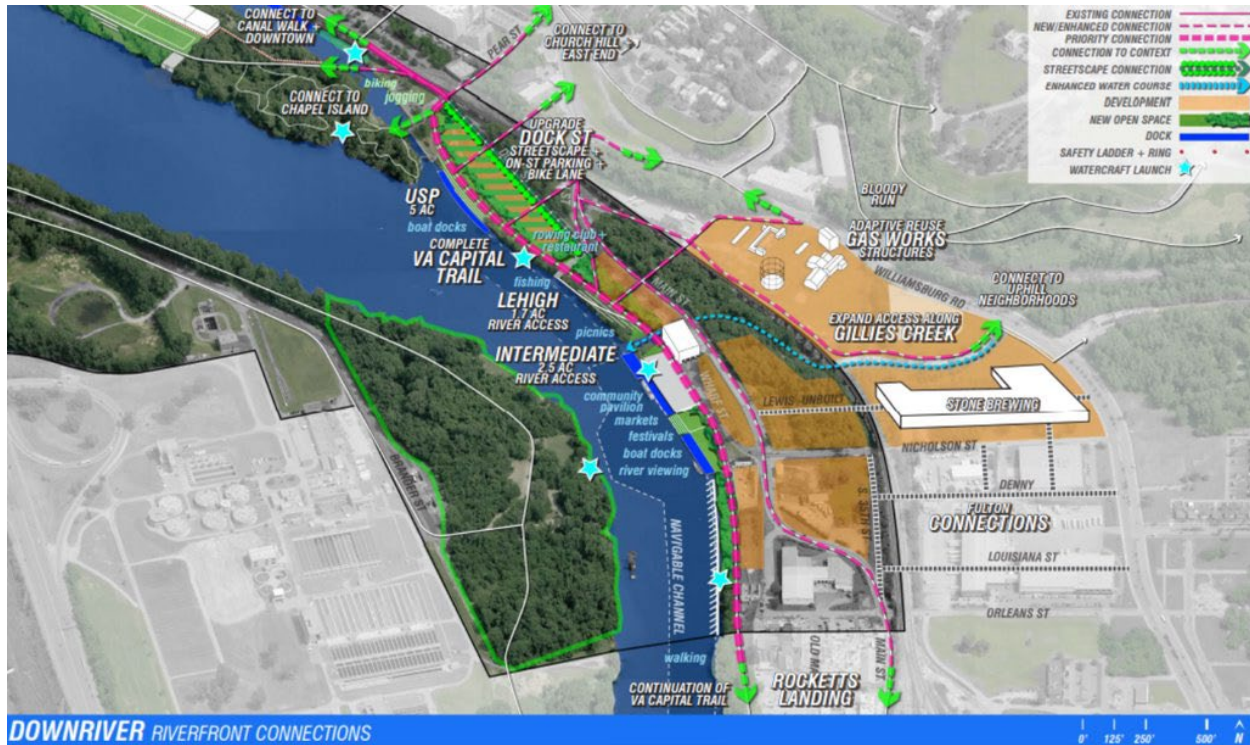 CONNECT TO
CANAL WALK +
DOWNTOWN
PEAR ST
CONNECT TO
CHURCH HILL
EAST END
EXISTING CONNECTION
NEW/ENHANCED CONNECTION
PRIORITY CONNECTION
CONNECTION TO CONTEXT
STREETSCAPE CONNECTION
ENHANCED WATER COURSE
DEVELOPMENT
NEW OPEN SPACE
DOCK
SAFETY LADDER + RING
WATERCRAFT LAUNCH
biking
jogging
CONNECT TO
CHAPEL ISLAND
UPGRADE
DOCK ST
STREETSCAPE +
ON-ST PARKING +
BIKE LANE
USP
5 AC
boat docks
BLOODY
RUN
rowing club +
restaurant
COMPLETE
VA CAPITAL
TRAIL
ADAPTIVE REUSE
GAS WORKS
STRUCTURES
WILLIAMSBURG RD
CONNECT TO
UPHILL
NEIGHBORHOODS
fishing
MAIN ST
LEHIGH
1.7 AC
RIVER ACCESS
EXPAND ACCESS ALONG
GILLIES CREEK
picnics
INTERMEDIATE
2.5 AC
RIVER ACCESS
WHARF ST
LEWIS - UNBUILT
STONE BREWING
community
pavilion
markets
festivals
boat docks
river viewing
NICHOLSON ST
BRANDER ST
DENNY
S. 35TH ST
FULTON
CONNECTIONS
LOUISIANA ST
NAVIGABLE CHANNEL
ORLEANS ST
walking
OLD MA
MAIN ST
CONTINUATION OF
VA CAPITAL TRAIL
ROCKETTS
LANDING
DOWNRIVER RIVERFRONT CONNECTIONS
0' 125' 250' 500' N